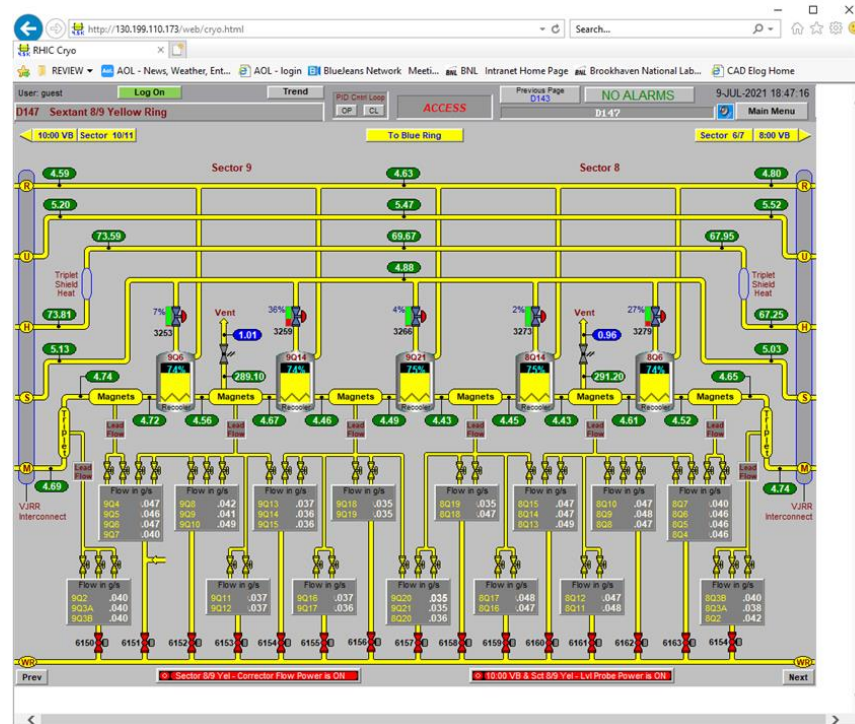 http://130.199.110.173/web/cryo.html
Search...
RHIC Cryo
REVIEW
AOL - News, Weather, Ent...
AOL - login
BlueJeans Network Meeti...
BNL Intranet Home Page
Brookhaven National Lab...
CAD Elog Home
User: guest
Log On
Trend
PID Cntrl Loop
OP CL
ACCESS
Previous Page
D143
NO ALARMS
9-JUL-2021 18:47:16
D147 Sextant 8/9 Yellow Ring
D147
Main Menu
10:00 VB Sector 10/11
To Blue Ring
Sector 6/7 8:00 VB
Sector 9
Sector 8
4.59 4.63 4.80
R R
5.20 5.47 5.52
U U
73.59 69.67 67.95
4.88
Triplet Shield Heat
Triplet Shield Heat
73.81 67.25
H H
7% 36% 4% 2% 27%
Vent Vent
3253 3259 3266 3273 3279
1.01 0.96
5.13 5.03
S S
9Q6 9Q14 9Q21 8Q14 8Q6
74% 74% 75% 75% 74%
4.74 289.10 291.20 4.65
Magnets Magnets Magnets Magnets Magnets Magnets
Recooler Recooler Recooler Recooler Recooler
4.72 4.56 4.67 4.46 4.49 4.43 4.45 4.43 4.61 4.52
Triplet Triplet
Lead Flow Lead Flow Lead Flow Lead Flow Lead Flow Lead Flow
Lead Flow Lead Flow
M M
4.69 4.74
VJRR Interconnect
VJRR Interconnect
Flow in g/s
9Q4 .047
9Q5 .046
9Q6 .047
9Q7 .040
Flow in g/s
9Q8 .042
9Q9 .041
9Q10 .049
Flow in g/s
9Q13 .037
9Q14 .036
9Q15 .036
Flow in g/s
9Q18 .035
9Q19 .035
Flow in g/s
8Q19 .035
8Q18 .047
Flow in g/s
8Q15 .047
8Q14 .047
8Q13 .049
Flow in g/s
8Q10 .047
8Q9 .048
8Q8 .047
Flow in g/s
8Q7 .040
8Q6 .046
8Q5 .046
8Q4 .046
Flow in g/s
9Q2 .040
9Q3A .040
9Q3B .040
Flow in g/s
9Q11 .037
9Q12 .037
Flow in g/s
9Q16 .037
9Q17 .036
Flow in g/s
9Q20 .035
9Q21 .035
8Q20 .036
Flow in g/s
8Q17 .048
8Q16 .047
Flow in g/s
8Q12 .047
8Q11 .048
Flow in g/s
8Q3B .040
8Q3A .038
8Q2 .042
6150 6151 6152 6153 6154 6155 6156 6157 6158 6159 6160 6161 6162 6163 6154
WR WR
Prev
Sector 8/9 Yel - Corrector Flow Power is ON
10:00 VB & Sct 8/9 Yel - Lvl Probe Power is ON
Next